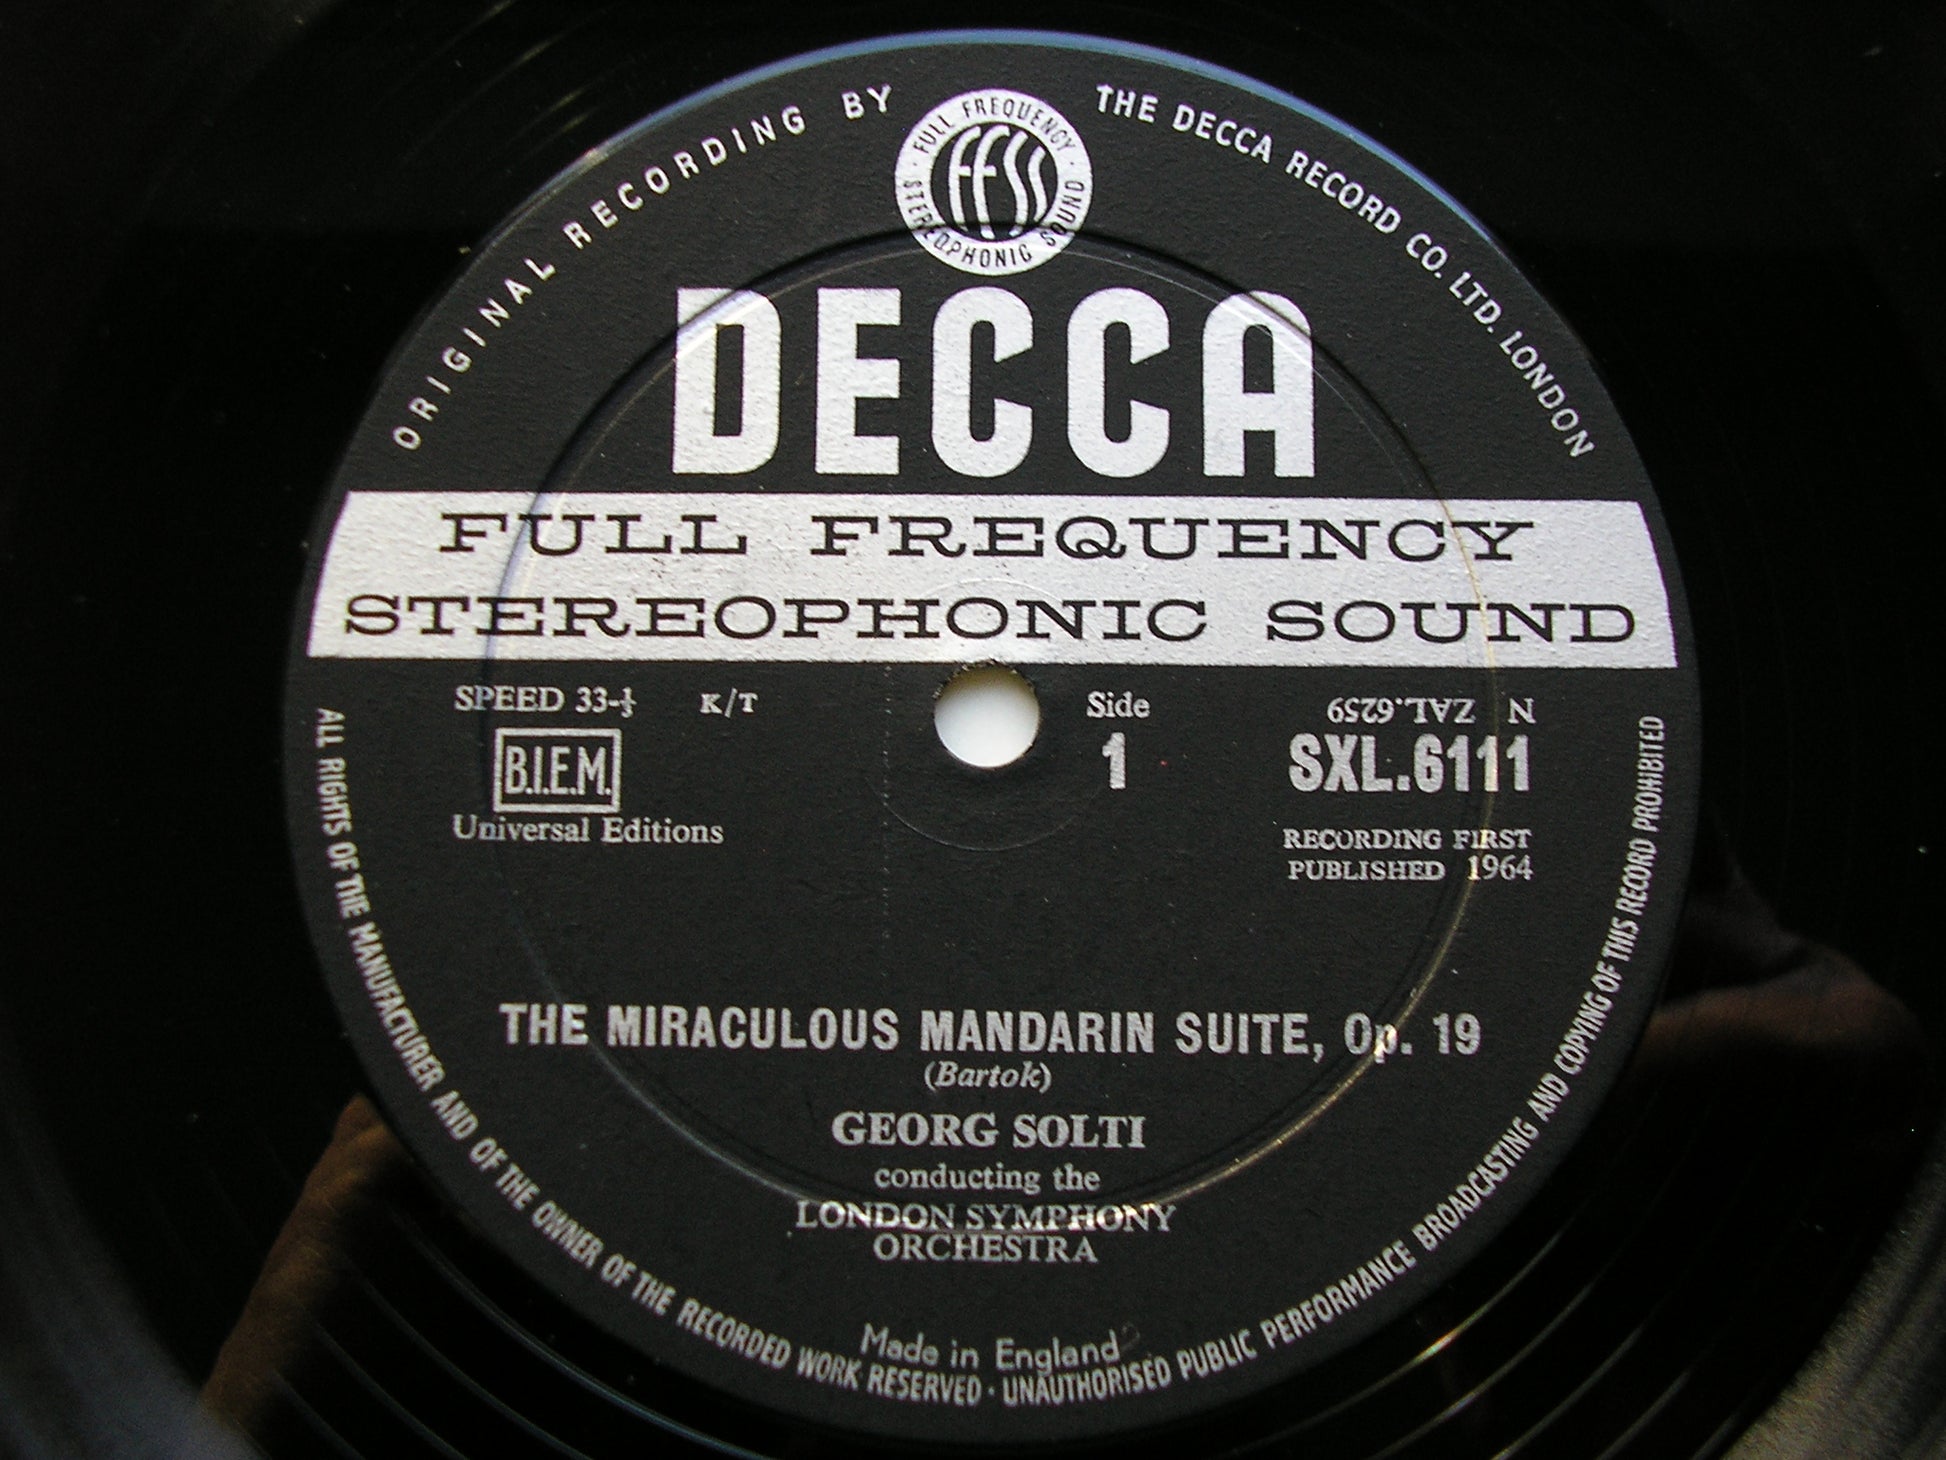 ORIGINAL RECORDING BY THE DECCA RECORD CO. LTD. LONDON
FULL FREQUENCY STEREOPHONIC SOUND
FFSS
DECCA
FULL FREQUENCY
STEREOPHONIC SOUND
SPEED 33-⅓ K/T
B.I.E.M.
Universal Editions
Side
1
N ZAL.6259
SXL.6111
RECORDING FIRST
PUBLISHED 1964
THE MIRACULOUS MANDARIN SUITE, Op. 19
(Bartok)
GEORG SOLTI
conducting the
LONDON SYMPHONY
ORCHESTRA
Made in England
ALL RIGHTS OF THE MANUFACTURER AND OF THE OWNER OF THE RECORDED WORK RESERVED · UNAUTHORISED PUBLIC PERFORMANCE BROADCASTING AND COPYING OF THIS RECORD PROHIBITED